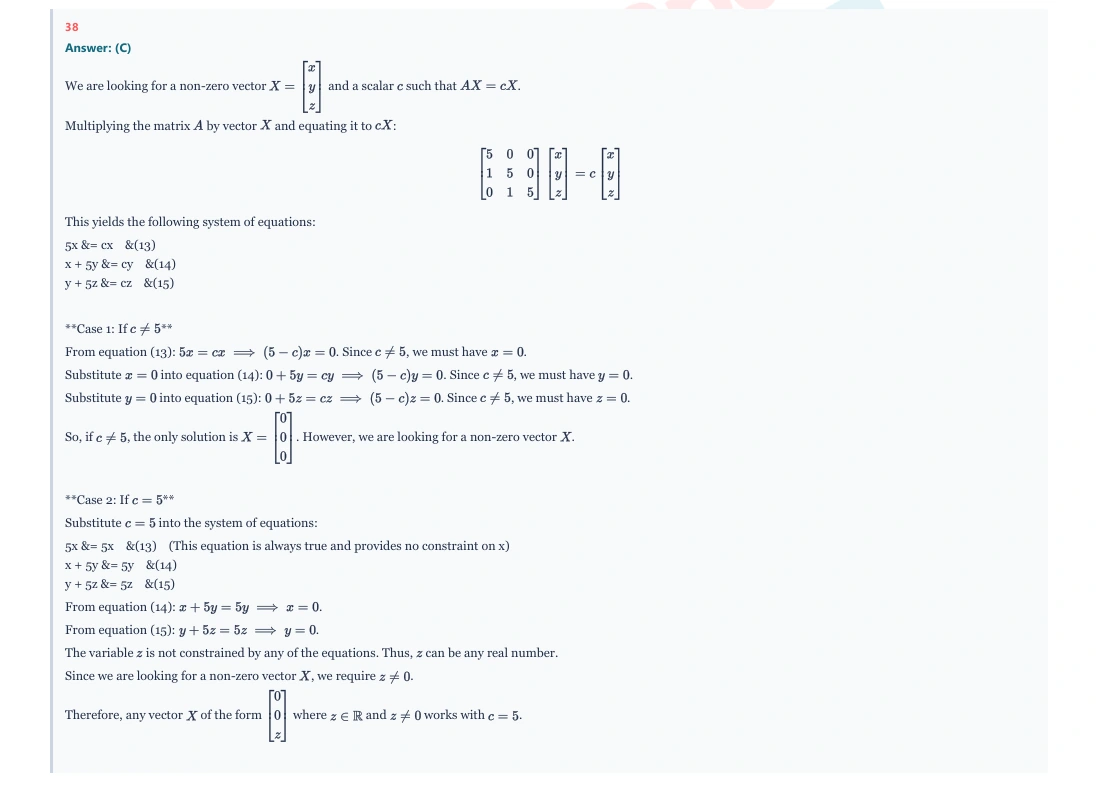 38
Answer: (C)
We are looking for a non-zero vector X = [x y z] and a scalar c such that AX = cX.
Multiplying the matrix A by vector X and equating it to cX:
[5 0 0] [x] [x]
[1 5 0] [y] = c [y]
[0 1 5] [z] [z]
This yields the following system of equations:
5x &= cx &(13)
x + 5y &= cy &(14)
y + 5z &= cz &(15)
**Case 1: If c ≠ 5**
From equation (13): 5x = cx ⟹ (5 − c)x = 0. Since c ≠ 5, we must have x = 0.
Substitute x = 0 into equation (14): 0 + 5y = cy ⟹ (5 − c)y = 0. Since c ≠ 5, we must have y = 0.
Substitute y = 0 into equation (15): 0 + 5z = cz ⟹ (5 − c)z = 0. Since c ≠ 5, we must have z = 0.
So, if c ≠ 5, the only solution is X = [0 0 0]. However, we are looking for a non-zero vector X.
**Case 2: If c = 5**
Substitute c = 5 into the system of equations:
5x &= 5x &(13) (This equation is always true and provides no constraint on x)
x + 5y &= 5y &(14)
y + 5z &= 5z &(15)
From equation (14): x + 5y = 5y ⟹ x = 0.
From equation (15): y + 5z = 5z ⟹ y = 0.
The variable z is not constrained by any of the equations. Thus, z can be any real number.
Since we are looking for a non-zero vector X, we require z ≠ 0.
Therefore, any vector X of the form [0 0 z] where z ∈ ℝ and z ≠ 0 works with c = 5.